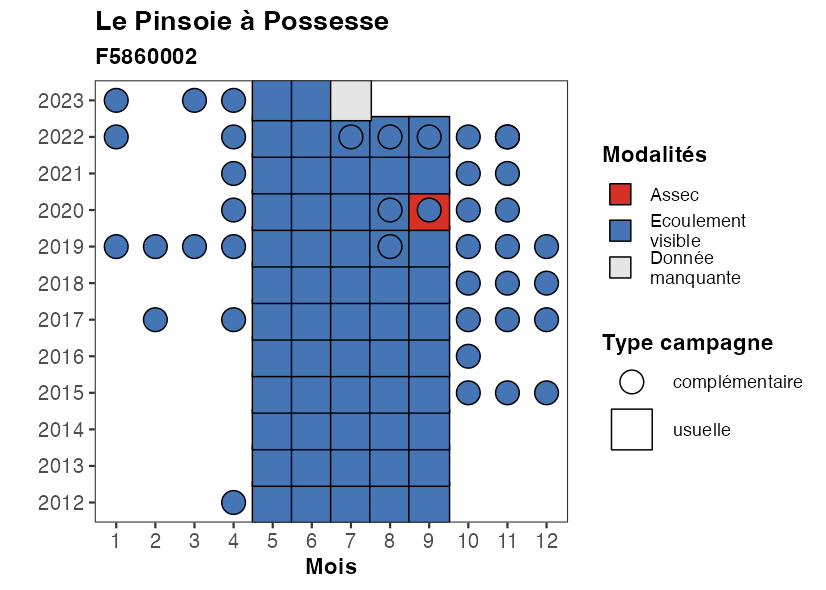 Le Pinsoie à Possesse
F5860002
2023
2022
2021
2020
2019
2018
2017
2016
2015
2014
2013
2012
1 2 3 4 5 6 7 8 9 10 11 12
Mois
Modalités
Assec
Ecoulement
visible
Donnée
manquante
Type campagne
complémentaire
usuelle